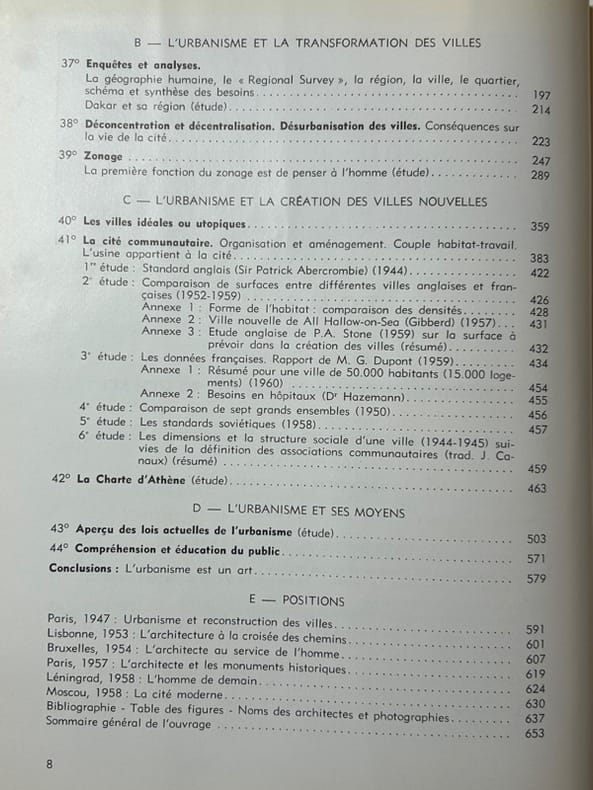 B — L'URBANISME ET LA TRANSFORMATION DES VILLES
37° Enquêtes et analyses.
La géographie humaine, le « Regional Survey », la région, la ville, le quartier,
schéma et synthèse des besoins 197
Dakar et sa région (étude) 214
38° Déconcentration et décentralisation. Désurbanisation des villes. Conséquences sur
la vie de la cité 223
39° Zonage 247
La première fonction du zonage est de penser à l'homme (étude) 289
C — L'URBANISME ET LA CRÉATION DES VILLES NOUVELLES
40° Les villes idéales ou utopiques 359
41° La cité communautaire. Organisation et aménagement. Couple habitat-travail.
L'usine appartient à la cité 383
1re étude : Standard anglais (Sir Patrick Abercrombie) (1944) 422
2e étude : Comparaison de surfaces entre différentes villes anglaises et fran-
çaises (1952-1959) 426
Annexe 1 : Forme de l'habitat : comparaison des densités 428
Annexe 2 : Ville nouvelle de All Hallow-on-Sea (Gibberd) (1957) 431
Annexe 3 : Etude anglaise de P.A. Stone (1959) sur la surface à
prévoir dans la création des villes (résumé) 432
3e étude : Les données françaises. Rapport de M. G. Dupont (1959) 434
Annexe 1 : Résumé pour une ville de 50.000 habitants (15.000 loge-
ments) (1960) 454
Annexe 2 : Besoins en hôpitaux (Dr Hazemann) 455
4e étude : Comparaison de sept grands ensembles (1950) 456
5e étude : Les standards soviétiques (1958) 457
6e étude : Les dimensions et la structure sociale d'une ville (1944-1945) sui-
vies de la définition des associations communautaires (trad. J. Ca-
naux) (résumé) 459
42° La Charte d'Athène (étude) 463
D — L'URBANISME ET SES MOYENS
43° Aperçu des lois actuelles de l'urbanisme (étude) 503
44° Compréhension et éducation du public 571
Conclusions : L'urbanisme est un art 579
E — POSITIONS
Paris, 1947 : Urbanisme et reconstruction des villes 591
Lisbonne, 1953 : L'architecture à la croisée des chemins 601
Bruxelles, 1954 : L'architecte au service de l'homme 607
Paris, 1957 : L'architecte et les monuments historiques 619
Léningrad, 1958 : L'homme de demain 624
Moscou, 1958 : La cité moderne 630
Bibliographie - Table des figures - Noms des architectes et photographies 637
Sommaire général de l'ouvrage 653
8